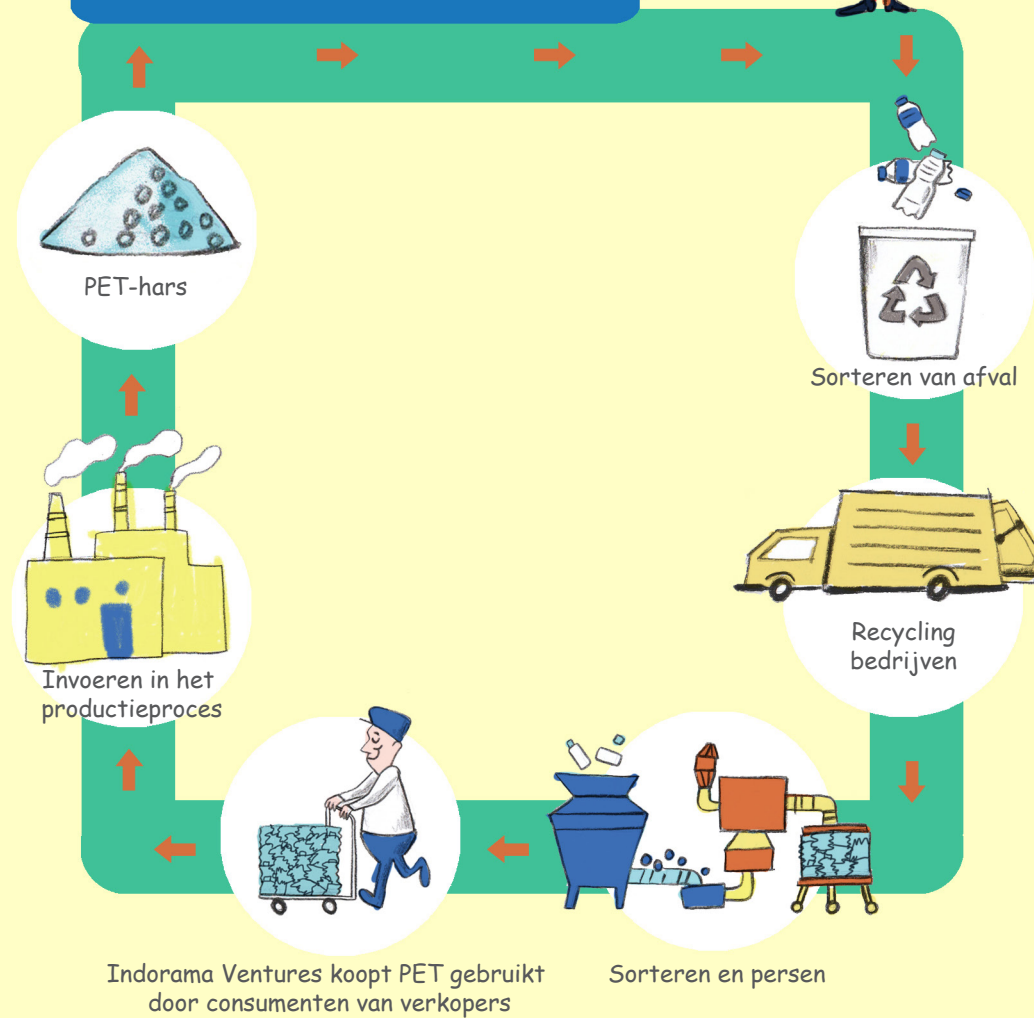 PET-hars
Sorteren van afval
Recycling
bedrijven
Invoeren in het
productieproces
Indorama Ventures koopt PET gebruikt
door consumenten van verkopers
Sorteren en persen